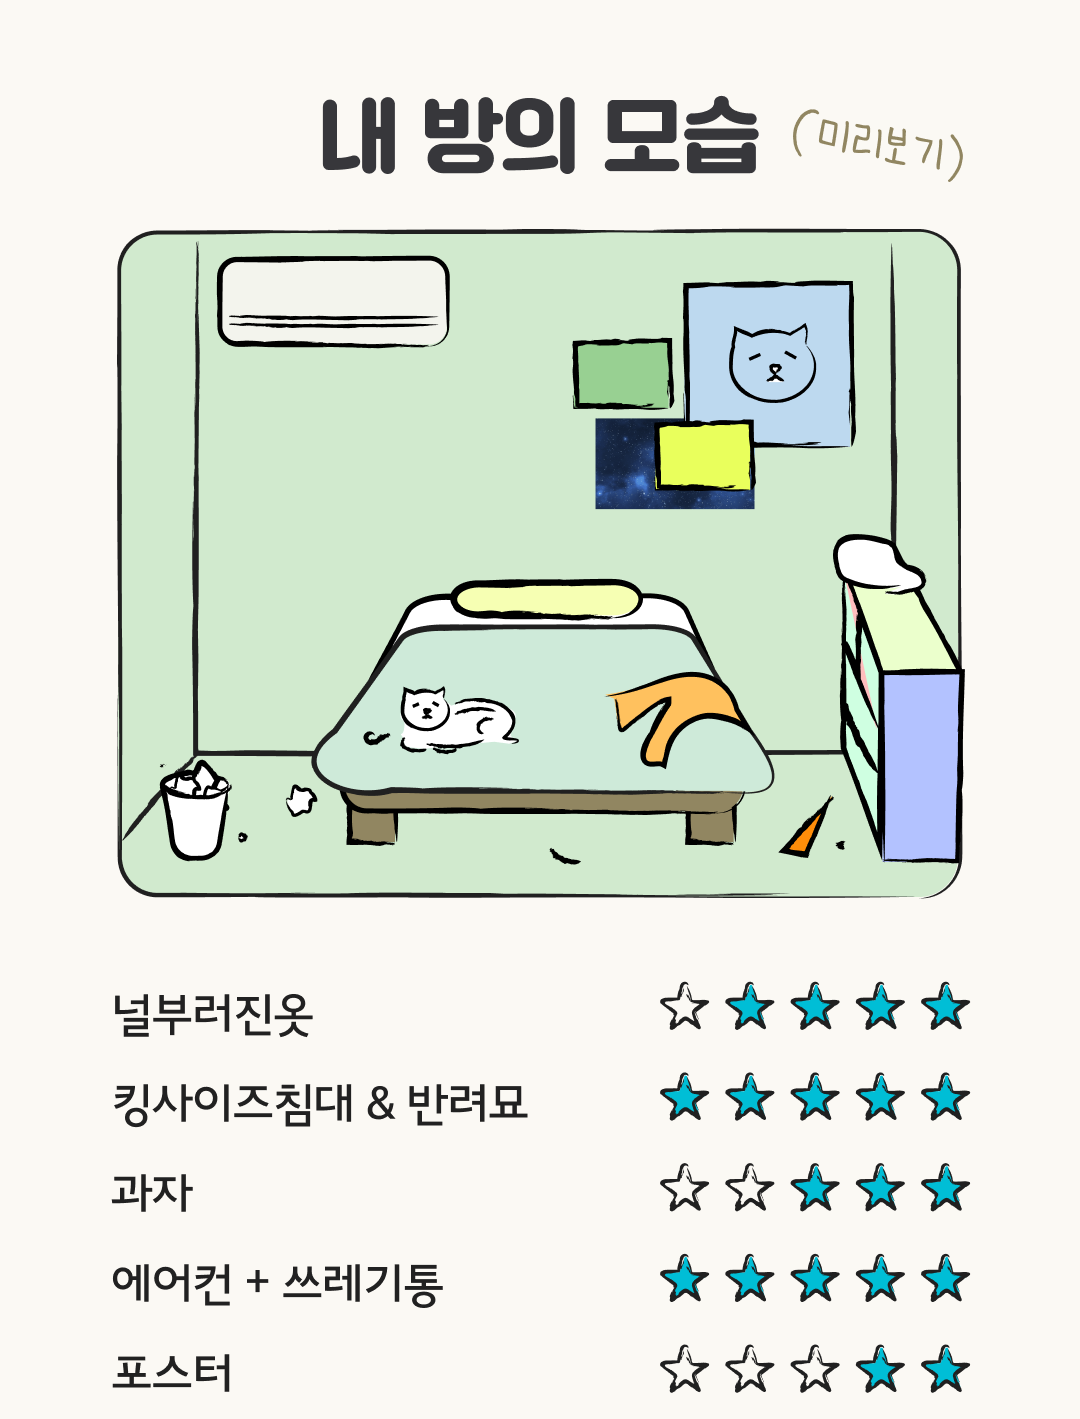 내 방의 모습 (미리보기)
널부러진옷
킹사이즈침대 & 반려묘
과자
에어컨 + 쓰레기통
포스터